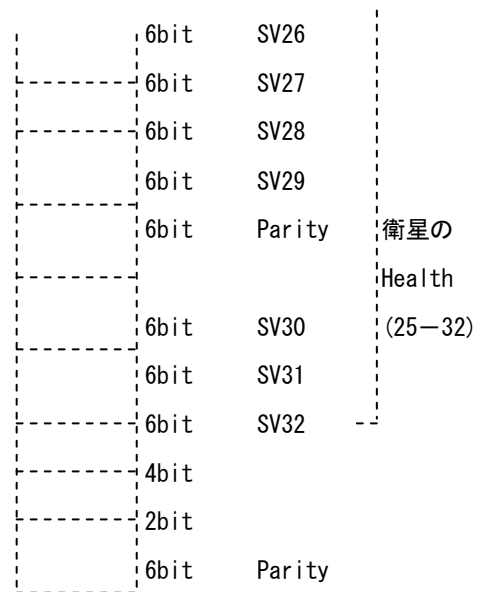 6bit SV26
6bit SV27
6bit SV28
6bit SV29
6bit Parity 衛星の
Health
6bit SV30 (25－32)
6bit SV31
6bit SV32
4bit
2bit
6bit Parity